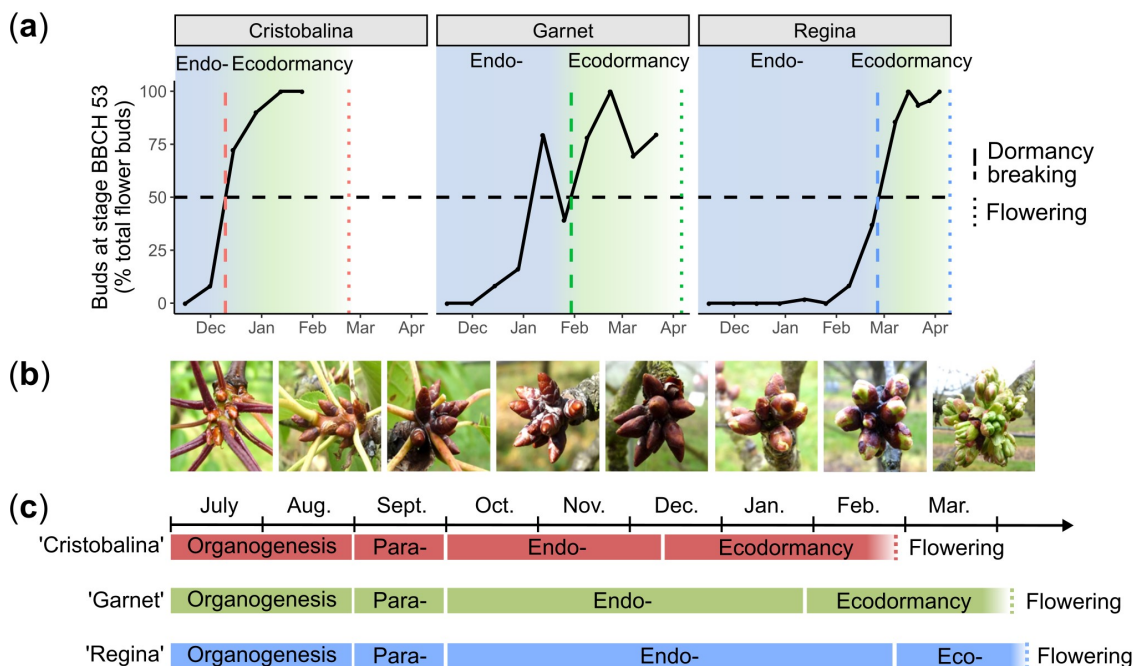 (a)
Cristobalina
Garnet
Regina
Endo- Ecodormancy
Endo- Ecodormancy
Endo- Ecodormancy
Buds at stage BBCH 53
(% total flower buds)
100
75
50
25
0
Dec Jan Feb Mar Apr
Dec Jan Feb Mar Apr
Dec Jan Feb Mar Apr
Dormancy
breaking
Flowering
(b)
(c)
July Aug. Sept. Oct. Nov. Dec. Jan. Feb. Mar.
'Cristobalina' Organogenesis Para- Endo- Ecodormancy Flowering
'Garnet' Organogenesis Para- Endo- Ecodormancy Flowering
'Regina' Organogenesis Para- Endo- Eco- Flowering